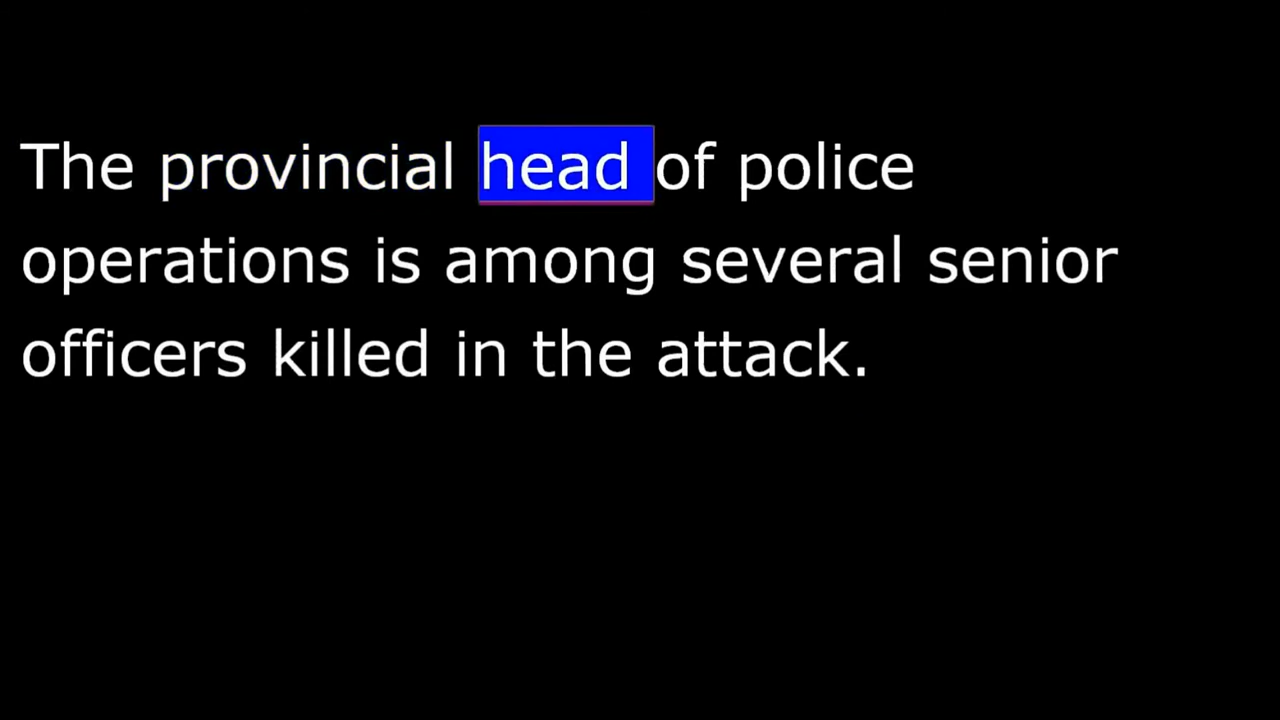 The provincial head of police
operations is among several senior
officers killed in the attack.